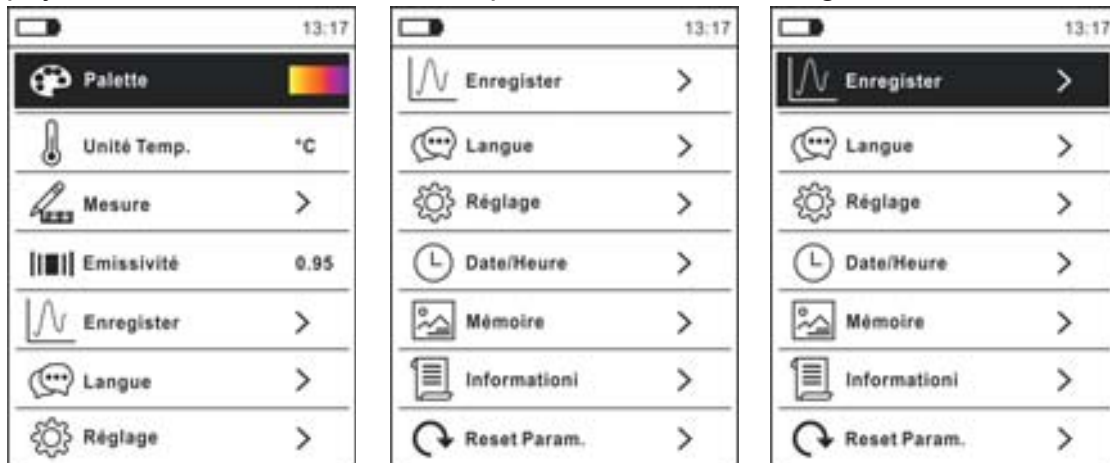 13:17
Palette
Unité Temp. °C
Mesure >
Emissivité 0.95
Enregister >
Langue >
Réglage >
13:17
Enregister >
Langue >
Réglage >
Date/Heure >
Mémoire >
Informationi >
Reset Param. >
13:17
Enregister >
Langue >
Réglage >
Date/Heure >
Mémoire >
Informationi >
Reset Param. >